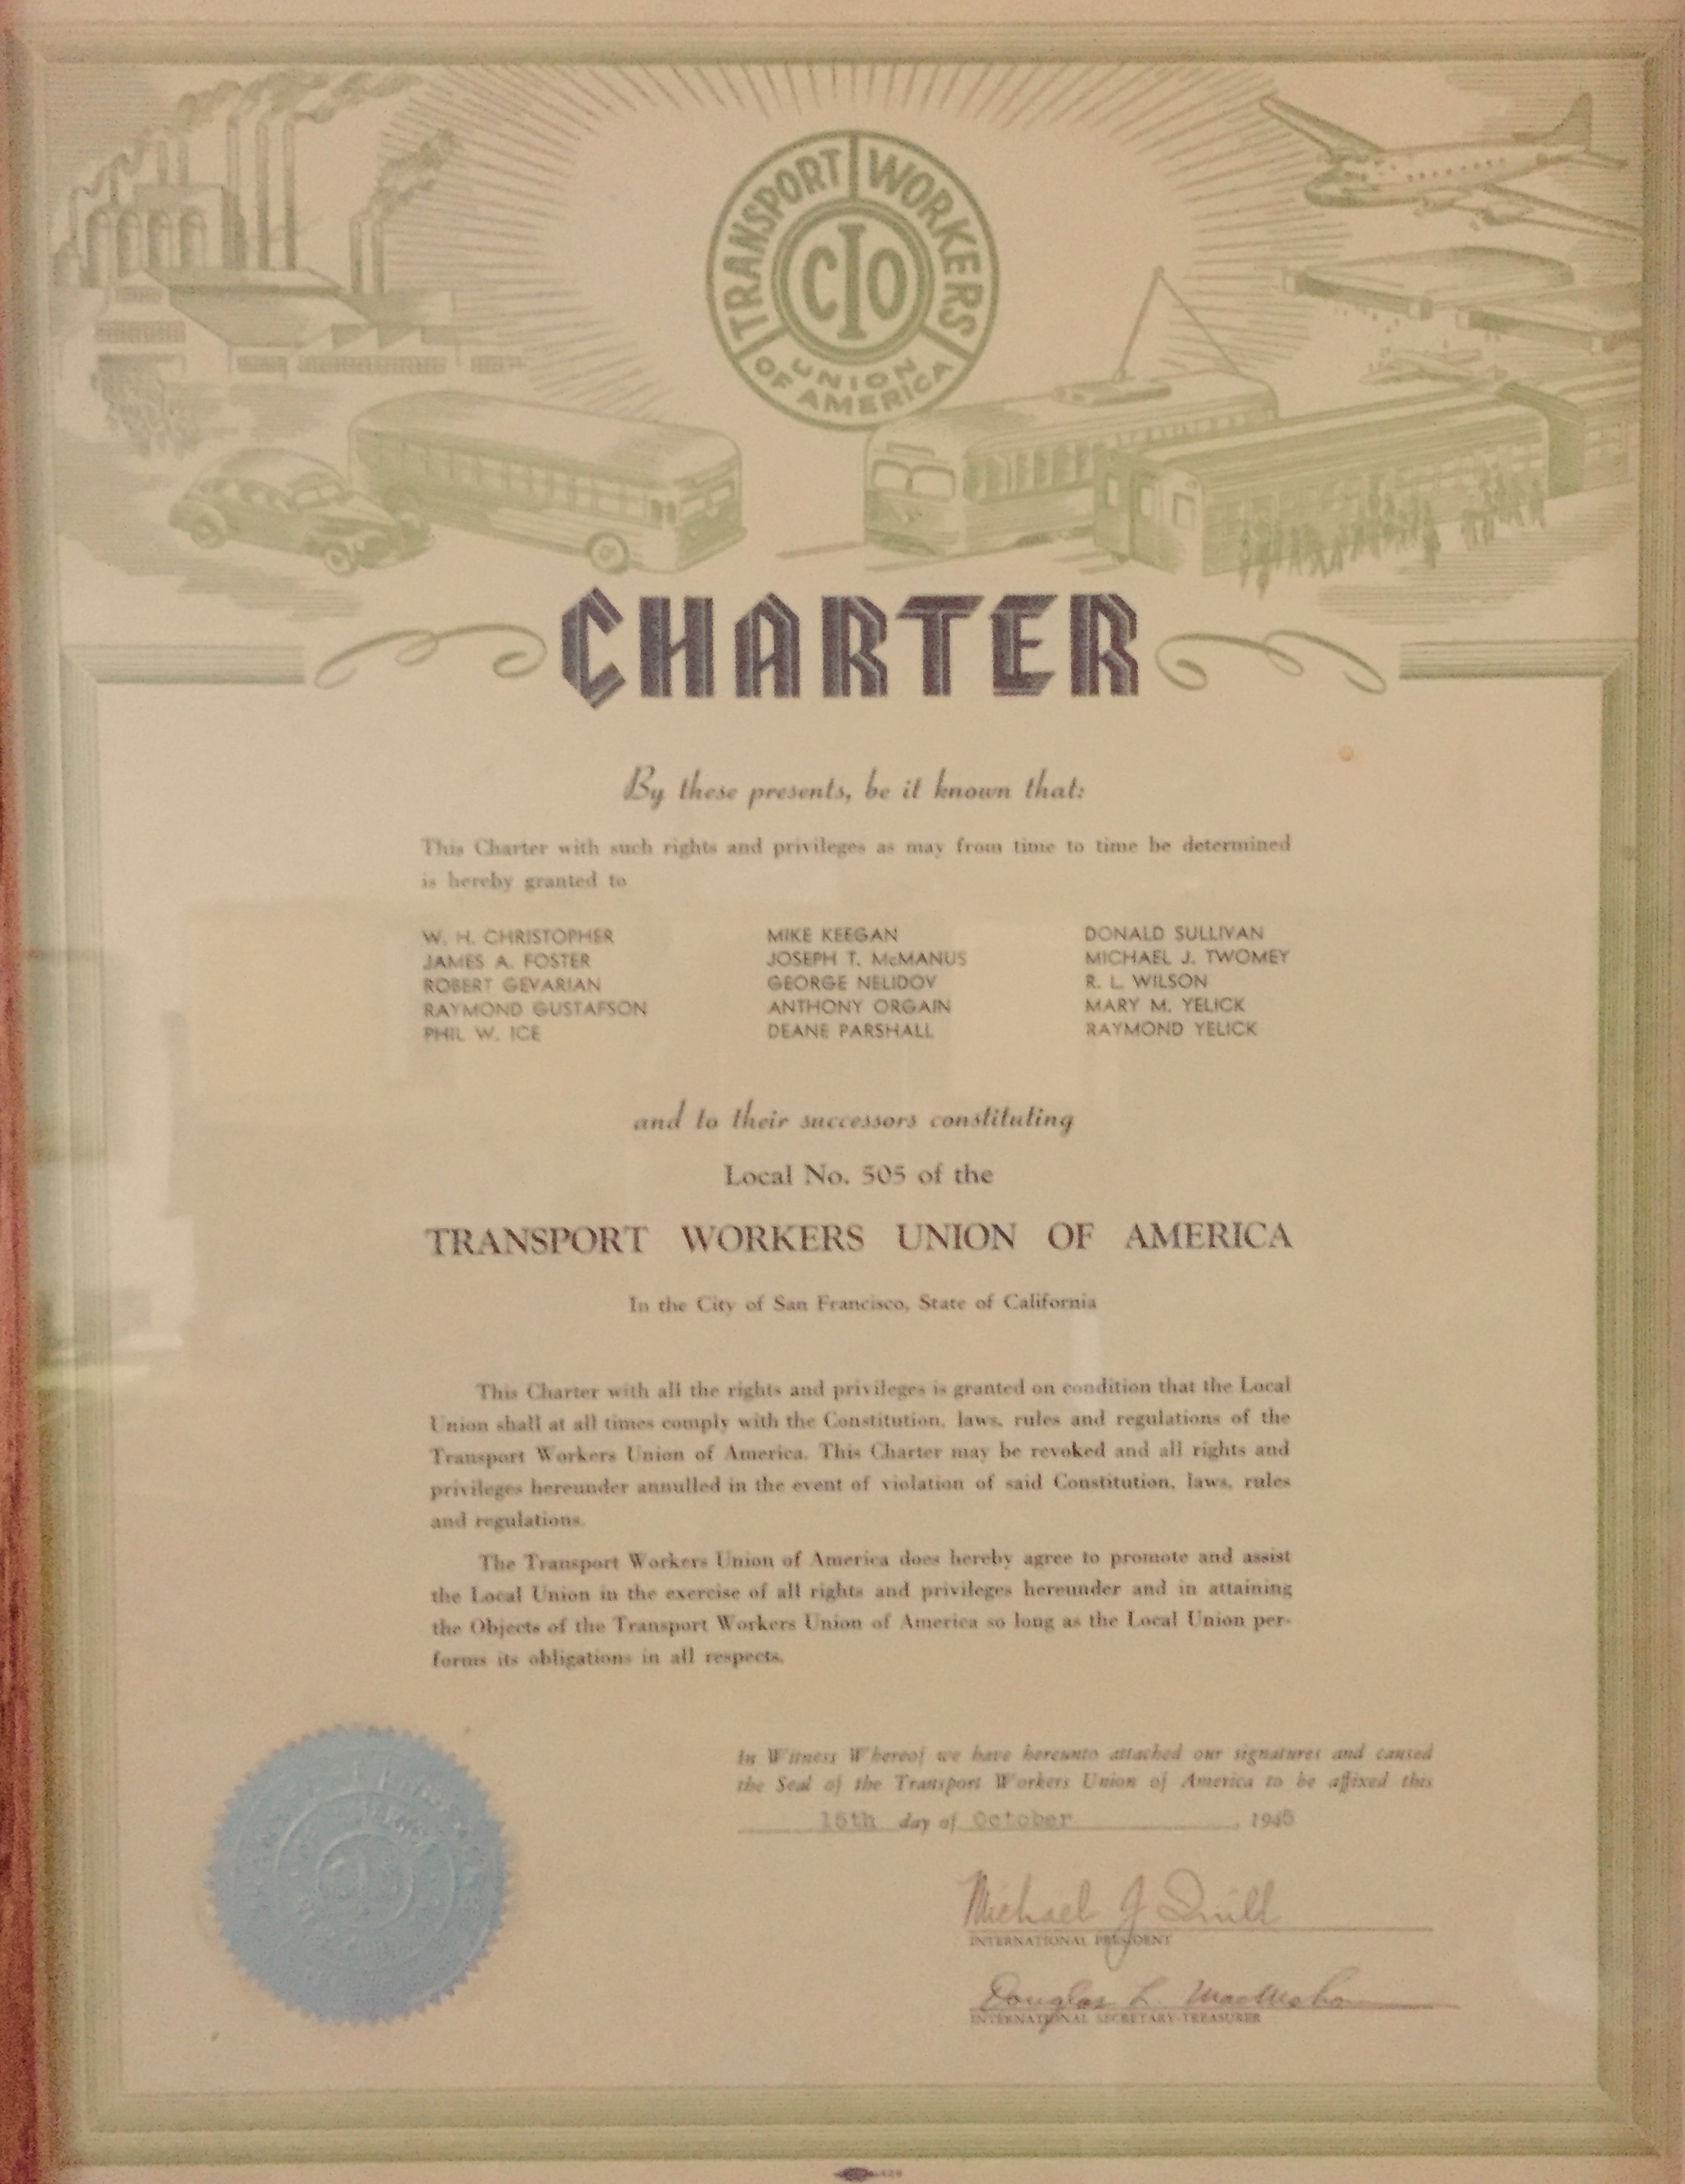 TRANSPORT WORKERS
CIO
UNION
OF AMERICA
CHARTER
By these presents, be it known that:
This Charter with such rights and privileges as may from time to time be determined
is hereby granted to
W. H. CHRISTOPHER MIKE KEEGAN DONALD SULLIVAN
JAMES A. FOSTER JOSEPH T. McMANUS MICHAEL J. TWOMEY
ROBERT GEVARIAN GEORGE NELIDOV R. L. WILSON
RAYMOND GUSTAFSON ANTHONY ORGAIN MARY M. YELICK
PHIL W. ICE DEANE PARSHALL RAYMOND YELICK
and to their successors constituting
Local No. 505 of the
TRANSPORT WORKERS UNION OF AMERICA
In the City of San Francisco, State of California
This Charter with all the rights and privileges is granted on condition that the Local
Union shall at all times comply with the Constitution, laws, rules and regulations of the
Transport Workers Union of America. This Charter may be revoked and all rights and
privileges hereunder annulled in the event of violation of said Constitution, laws, rules
and regulations.
The Transport Workers Union of America does hereby agree to promote and assist
the Local Union in the exercise of all rights and privileges hereunder and in attaining
the Objects of the Transport Workers Union of America so long as the Local Union per-
forms its obligations in all respects.
In Witness Whereof we have hereunto attached our signatures and caused
the Seal of the Transport Workers Union of America to be affixed this
15th day of October , 1945
Michael J Quill
INTERNATIONAL PRESIDENT
Douglas L MacMahon
INTERNATIONAL SECRETARY-TREASURER